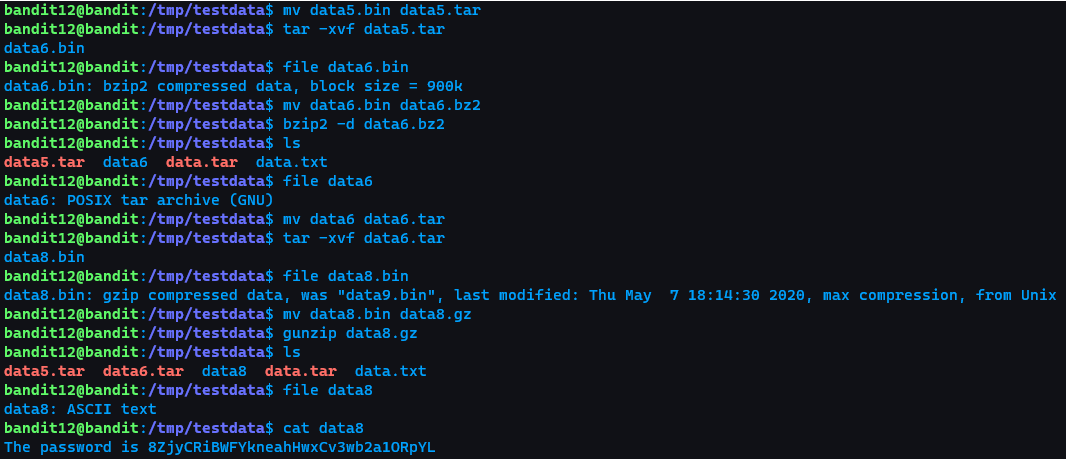 bandit12@bandit:/tmp/testdata$ mv data5.bin data5.tar
bandit12@bandit:/tmp/testdata$ tar -xvf data5.tar
data6.bin
bandit12@bandit:/tmp/testdata$ file data6.bin
data6.bin: bzip2 compressed data, block size = 900k
bandit12@bandit:/tmp/testdata$ mv data6.bin data6.bz2
bandit12@bandit:/tmp/testdata$ bzip2 -d data6.bz2
bandit12@bandit:/tmp/testdata$ ls
data5.tar  data6  data.tar  data.txt
bandit12@bandit:/tmp/testdata$ file data6
data6: POSIX tar archive (GNU)
bandit12@bandit:/tmp/testdata$ mv data6 data6.tar
bandit12@bandit:/tmp/testdata$ tar -xvf data6.tar
data8.bin
bandit12@bandit:/tmp/testdata$ file data8.bin
data8.bin: gzip compressed data, was "data9.bin", last modified: Thu May  7 18:14:30 2020, max compression, from Unix
bandit12@bandit:/tmp/testdata$ mv data8.bin data8.gz
bandit12@bandit:/tmp/testdata$ gunzip data8.gz
bandit12@bandit:/tmp/testdata$ ls
data5.tar  data6.tar  data8  data.tar  data.txt
bandit12@bandit:/tmp/testdata$ file data8
data8: ASCII text
bandit12@bandit:/tmp/testdata$ cat data8
The password is 8ZjyCRiBWFYkneahHwxCv3wb2a1ORpYL